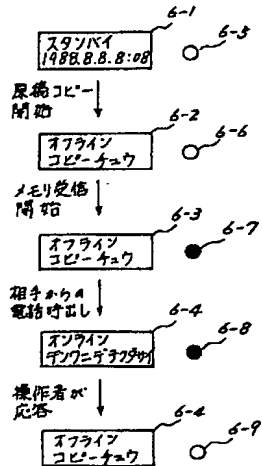 6-1
スタンバイ
1988.8.8.8:08
6-5
原稿コピー
開始
6-2
オフライン
コピーチュウ
6-6
メモリ受信
開始
6-3
オフライン
コピーチュウ
6-7
相手からの
電話呼出し
6-4
オンライン
デンワニデテクダサイ
6-8
操作者が
応答
6-4
オフライン
コピーチュウ
6-9